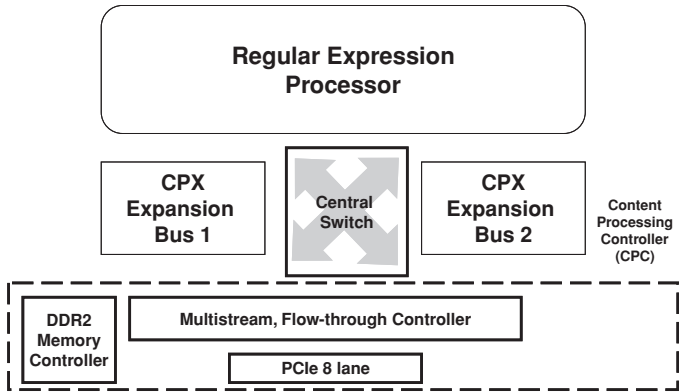 Regular Expression
Processor
CPX
Expansion
Bus 1
Central
Switch
CPX
Expansion
Bus 2
Content
Processing
Controller
(CPC)
DDR2
Memory
Controller
Multistream, Flow-through Controller
PCIe 8 lane